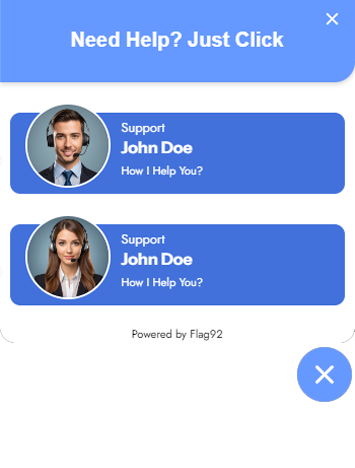 Need Help? Just Click
Support
John Doe
How I Help You?
Support
John Doe
How I Help You?
Powered by Flag92